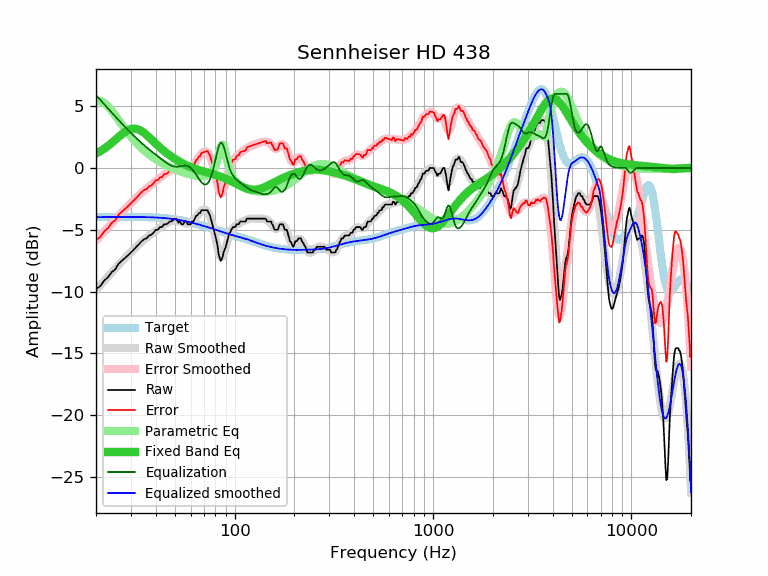 Sennheiser HD 438
Amplitude (dBr)
5
0
−5
−10
−15
−20
−25
Target
Raw Smoothed
Error Smoothed
Raw
Error
Parametric Eq
Fixed Band Eq
Equalization
Equalized smoothed
100
1000
10000
Frequency (Hz)